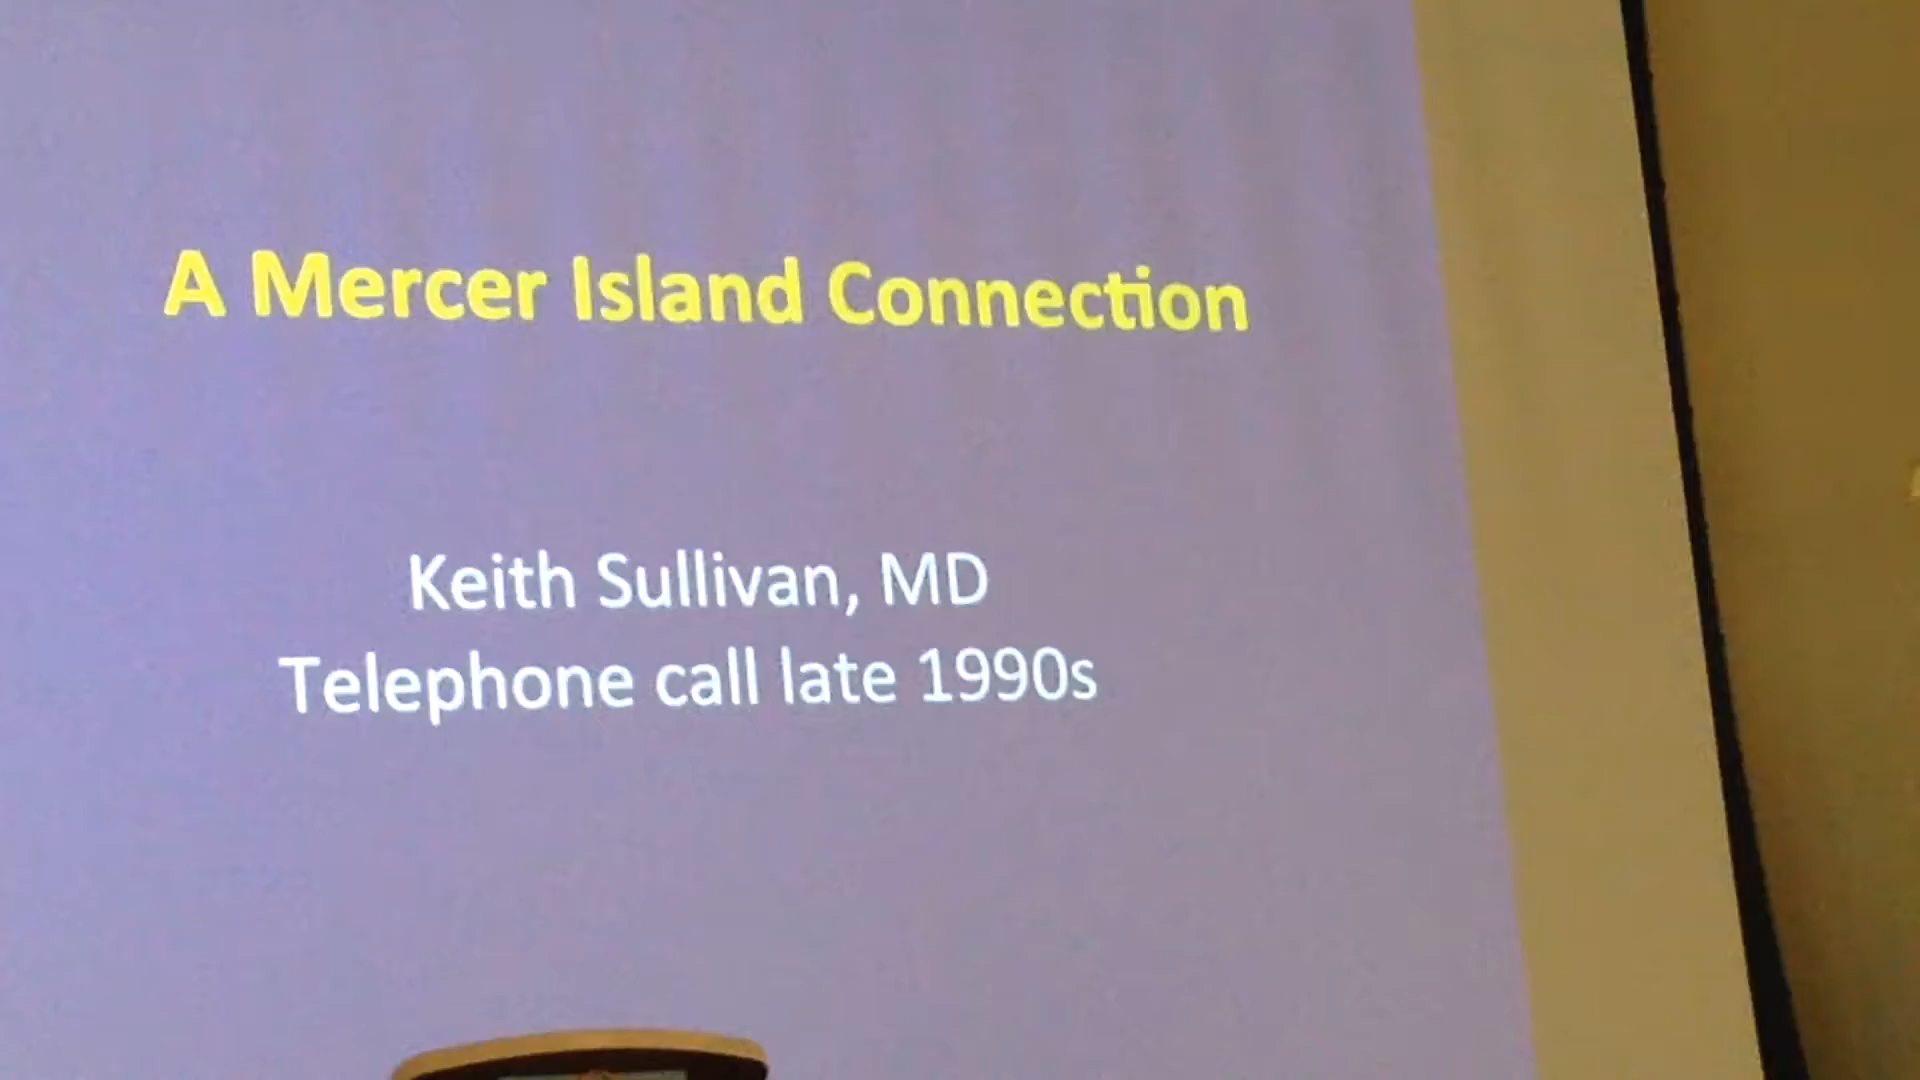 A Mercer Island Connection
Keith Sullivan, MD
Telephone call late 1990s